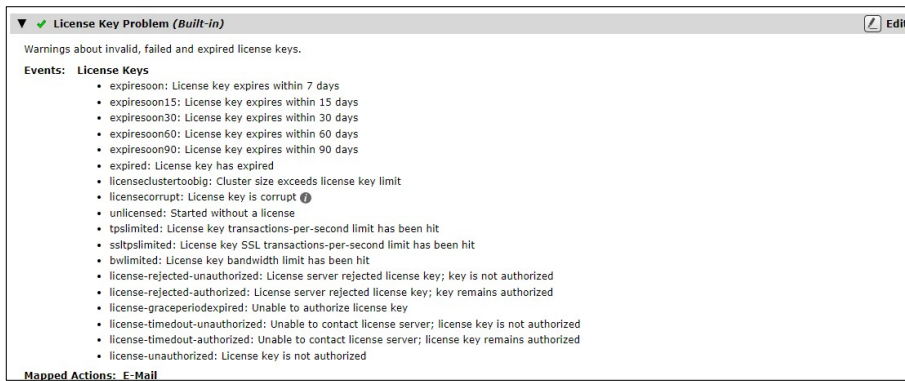 ▼ ✔ License Key Problem (Built-in) Edit
Warnings about invalid, failed and expired license keys.
Events: License Keys
• expiresoon: License key expires within 7 days
• expiresoon15: License key expires within 15 days
• expiresoon30: License key expires within 30 days
• expiresoon60: License key expires within 60 days
• expiresoon90: License key expires within 90 days
• expired: License key has expired
• licenseclustertoobig: Cluster size exceeds license key limit
• licensecorrupt: License key is corrupt
• unlicensed: Started without a license
• tpslimited: License key transactions-per-second limit has been hit
• ssltpslimited: License key SSL transactions-per-second limit has been hit
• bwlimited: License key bandwidth limit has been hit
• license-rejected-unauthorized: License server rejected license key; key is not authorized
• license-rejected-authorized: License server rejected license key; key remains authorized
• license-graceperiodexpired: Unable to authorize license key
• license-timedout-unauthorized: Unable to contact license server; license key is not authorized
• license-timedout-authorized: Unable to contact license server; license key remains authorized
• license-unauthorized: License key is not authorized
Mapped Actions: E-Mail